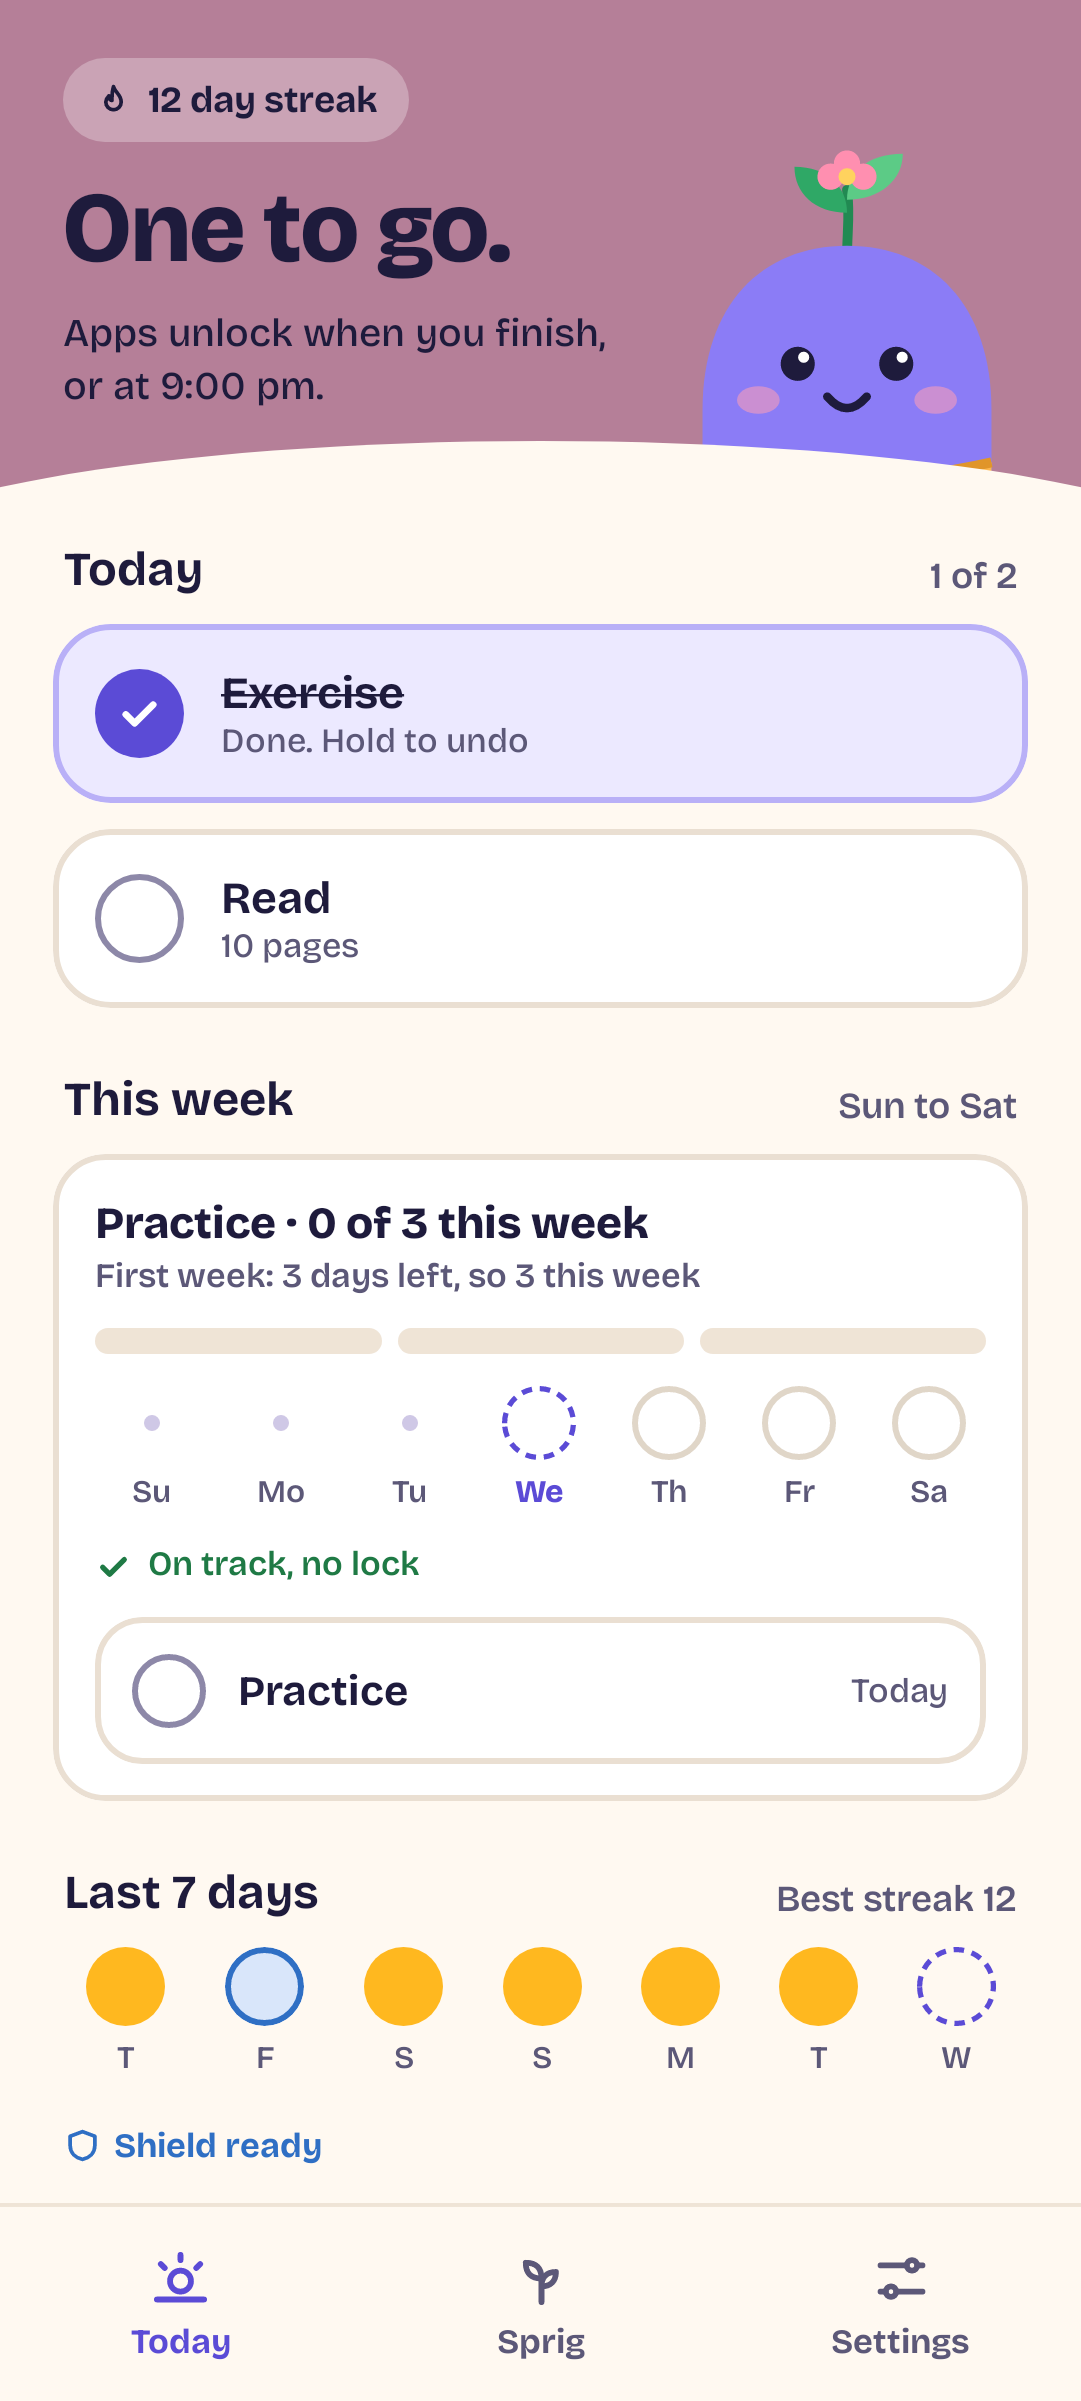 12 day streak
One to go.
Apps unlock when you finish,
or at 9:00 pm.
Today
1 of 2
Exercise
Done. Hold to undo
Read
10 pages
This week
Sun to Sat
Practice · 0 of 3 this week
First week: 3 days left, so 3 this week
Su Mo Tu We Th Fr Sa
On track, no lock
Practice
Today
Last 7 days
Best streak 12
T F S S M T W
Shield ready
Today Sprig Settings